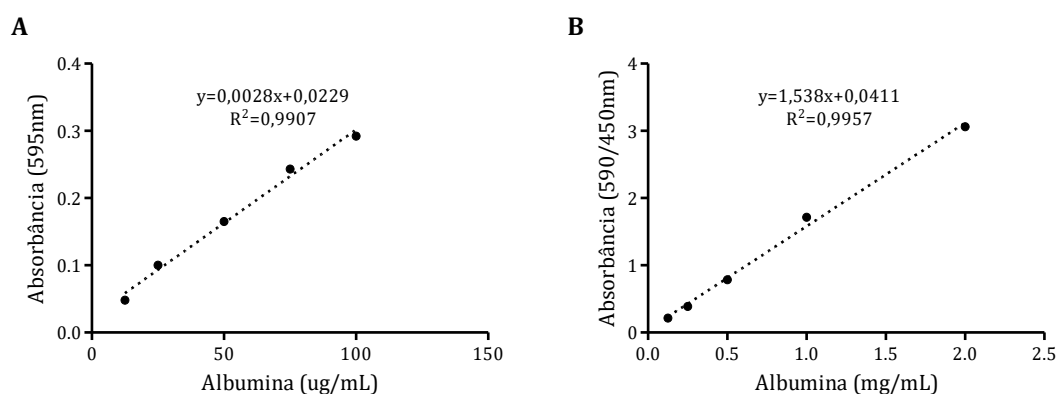 A
0.4
0.3
0.2
0.1
0.0
0
50
100
150
Absorbância (595nm)
Albumina (ug/mL)
y=0,0028x+0,0229
R²=0,9907
B
4
3
2
1
0
0.0
0.5
1.0
1.5
2.0
2.5
Absorbância (590/450nm)
Albumina (mg/mL)
y=1,538x+0,0411
R²=0,9957